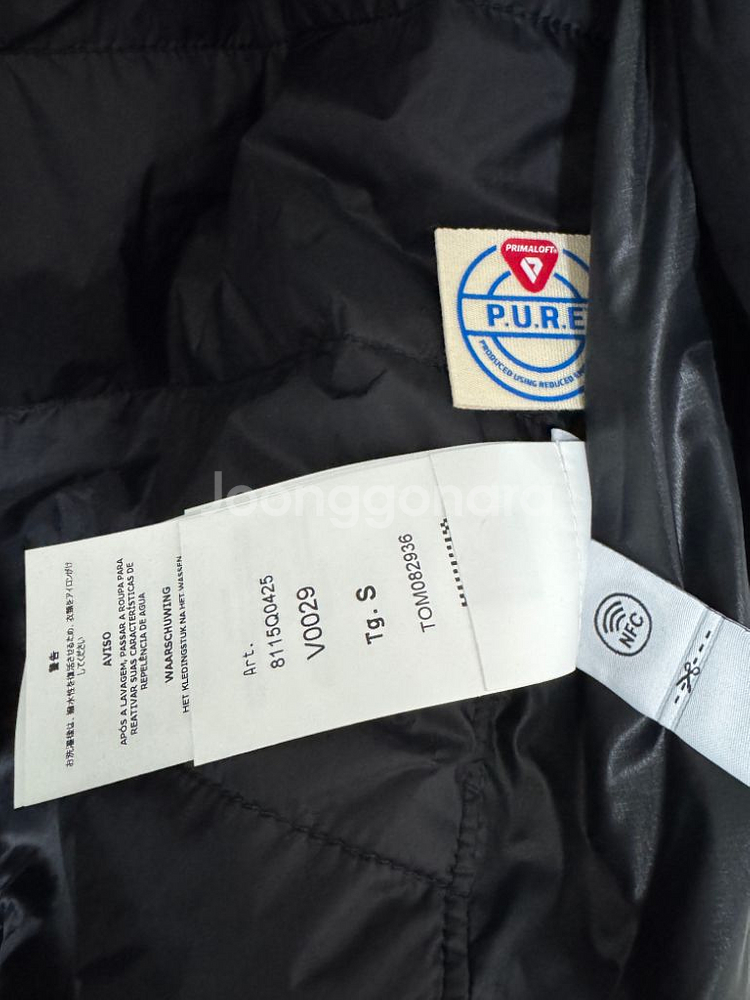 PRIMALOFT®
P.U.R.E
PRODUCED USING REDUCED
joonggonara
警告
お洗濯後は、撥水性を復活させるため、衣類をアイロンがけ
してください
AVISO
APÓS A LAVAGEM, PASSAR A ROUPA PARA
REATIVAR SUAS CARACTERÍSTICAS DE
REPELÊNCIA DE AGUA
WAARSCHUWING
HET KLEDINGSTUK NA HET WASSEN
Art.
8115Q0425
V0029
Tg. S
TOM082936
NFC